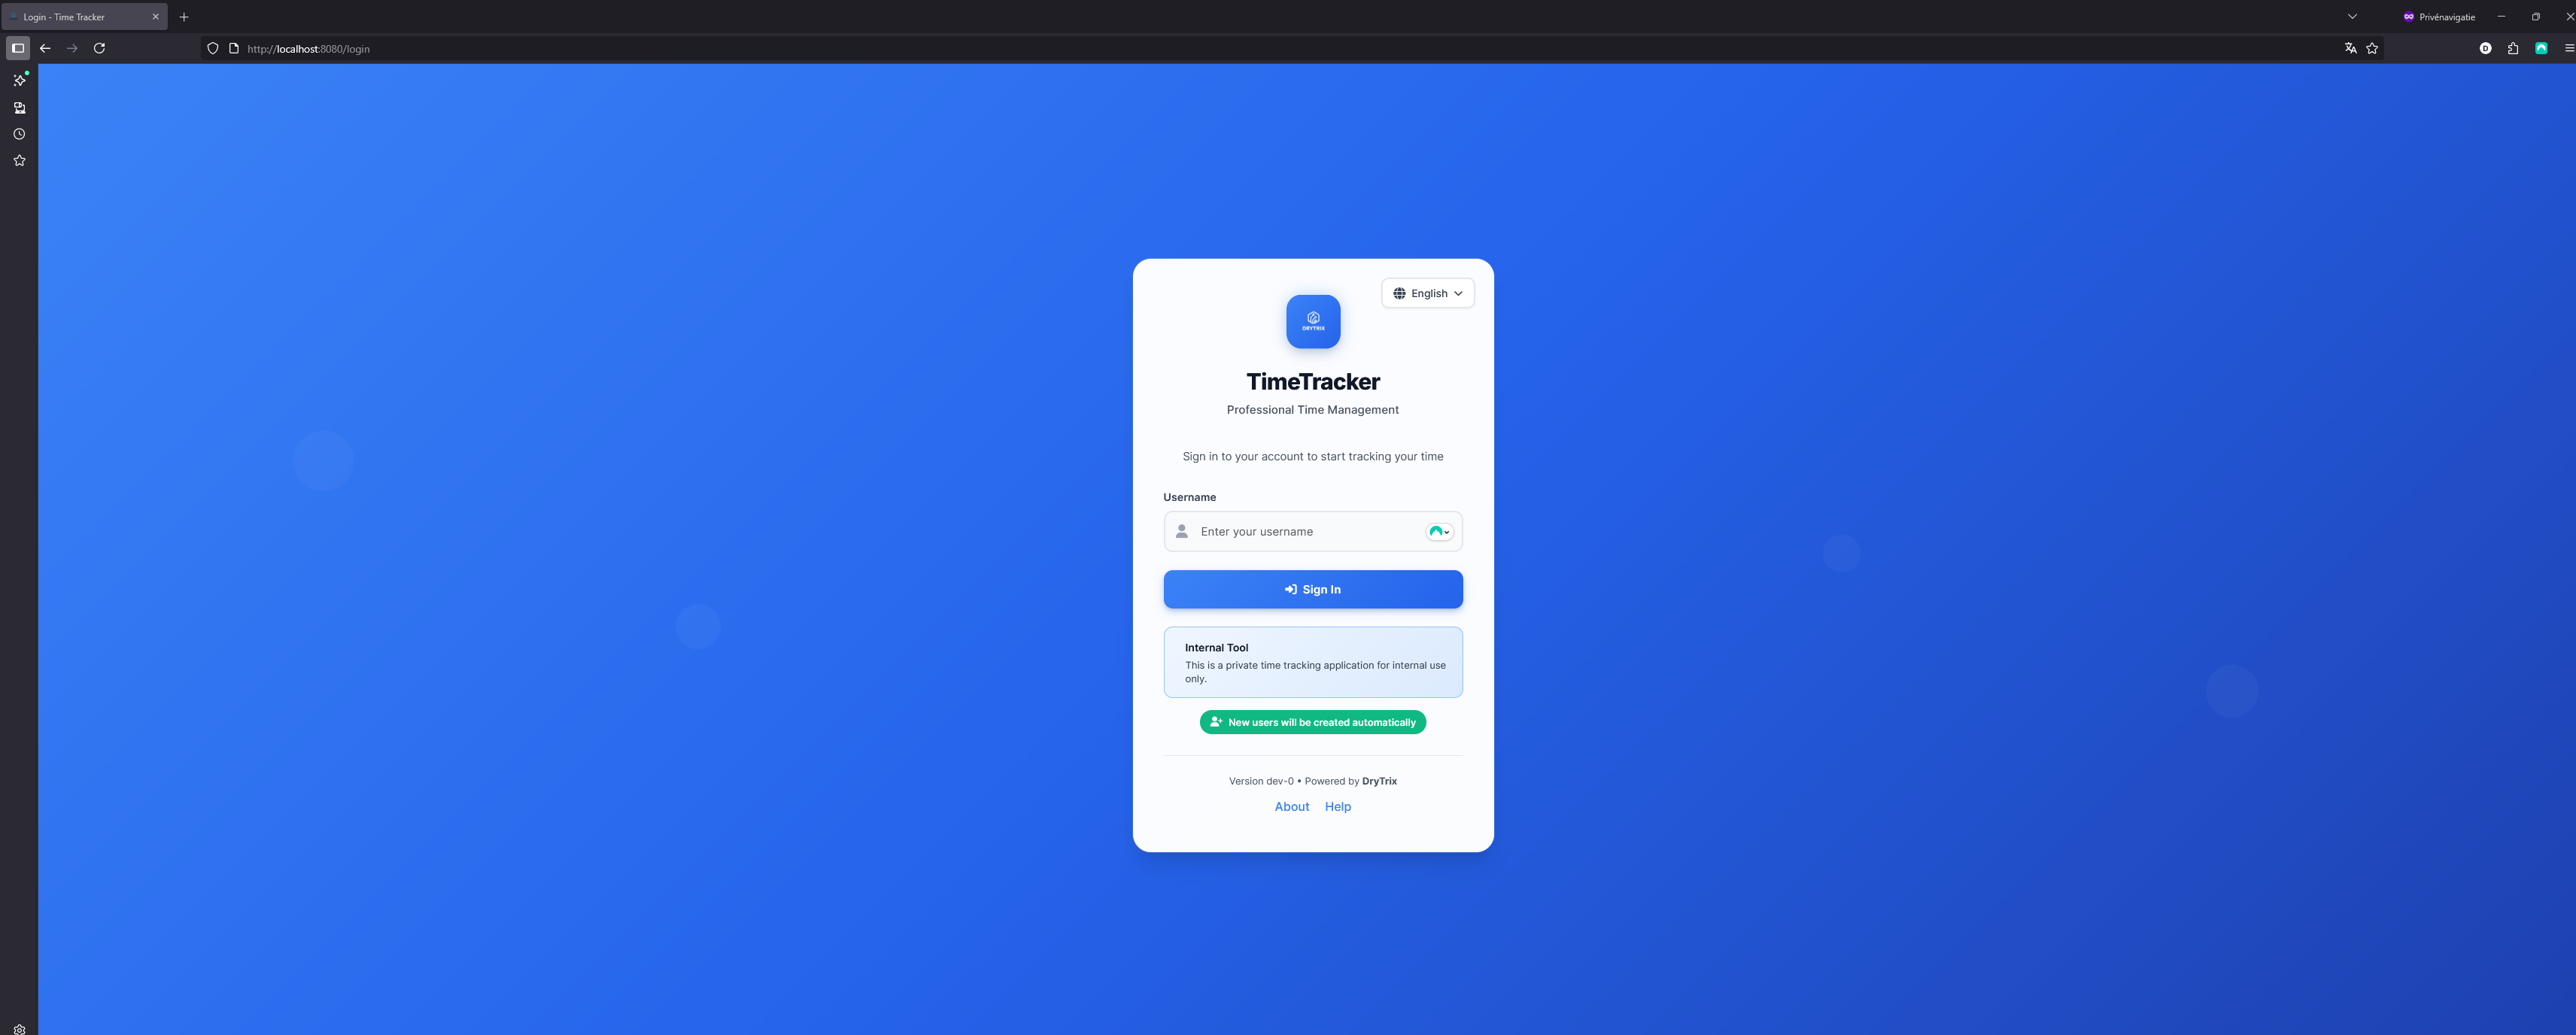 Login - Time Tracker
Privénavigatie
http://localhost:8080/login
English
DRYTRIX
TimeTracker
Professional Time Management
Sign in to your account to start tracking your time
Username
Enter your username
Sign In
Internal Tool
This is a private time tracking application for internal use
only.
New users will be created automatically
Version dev-0 • Powered by DryTrix
About Help